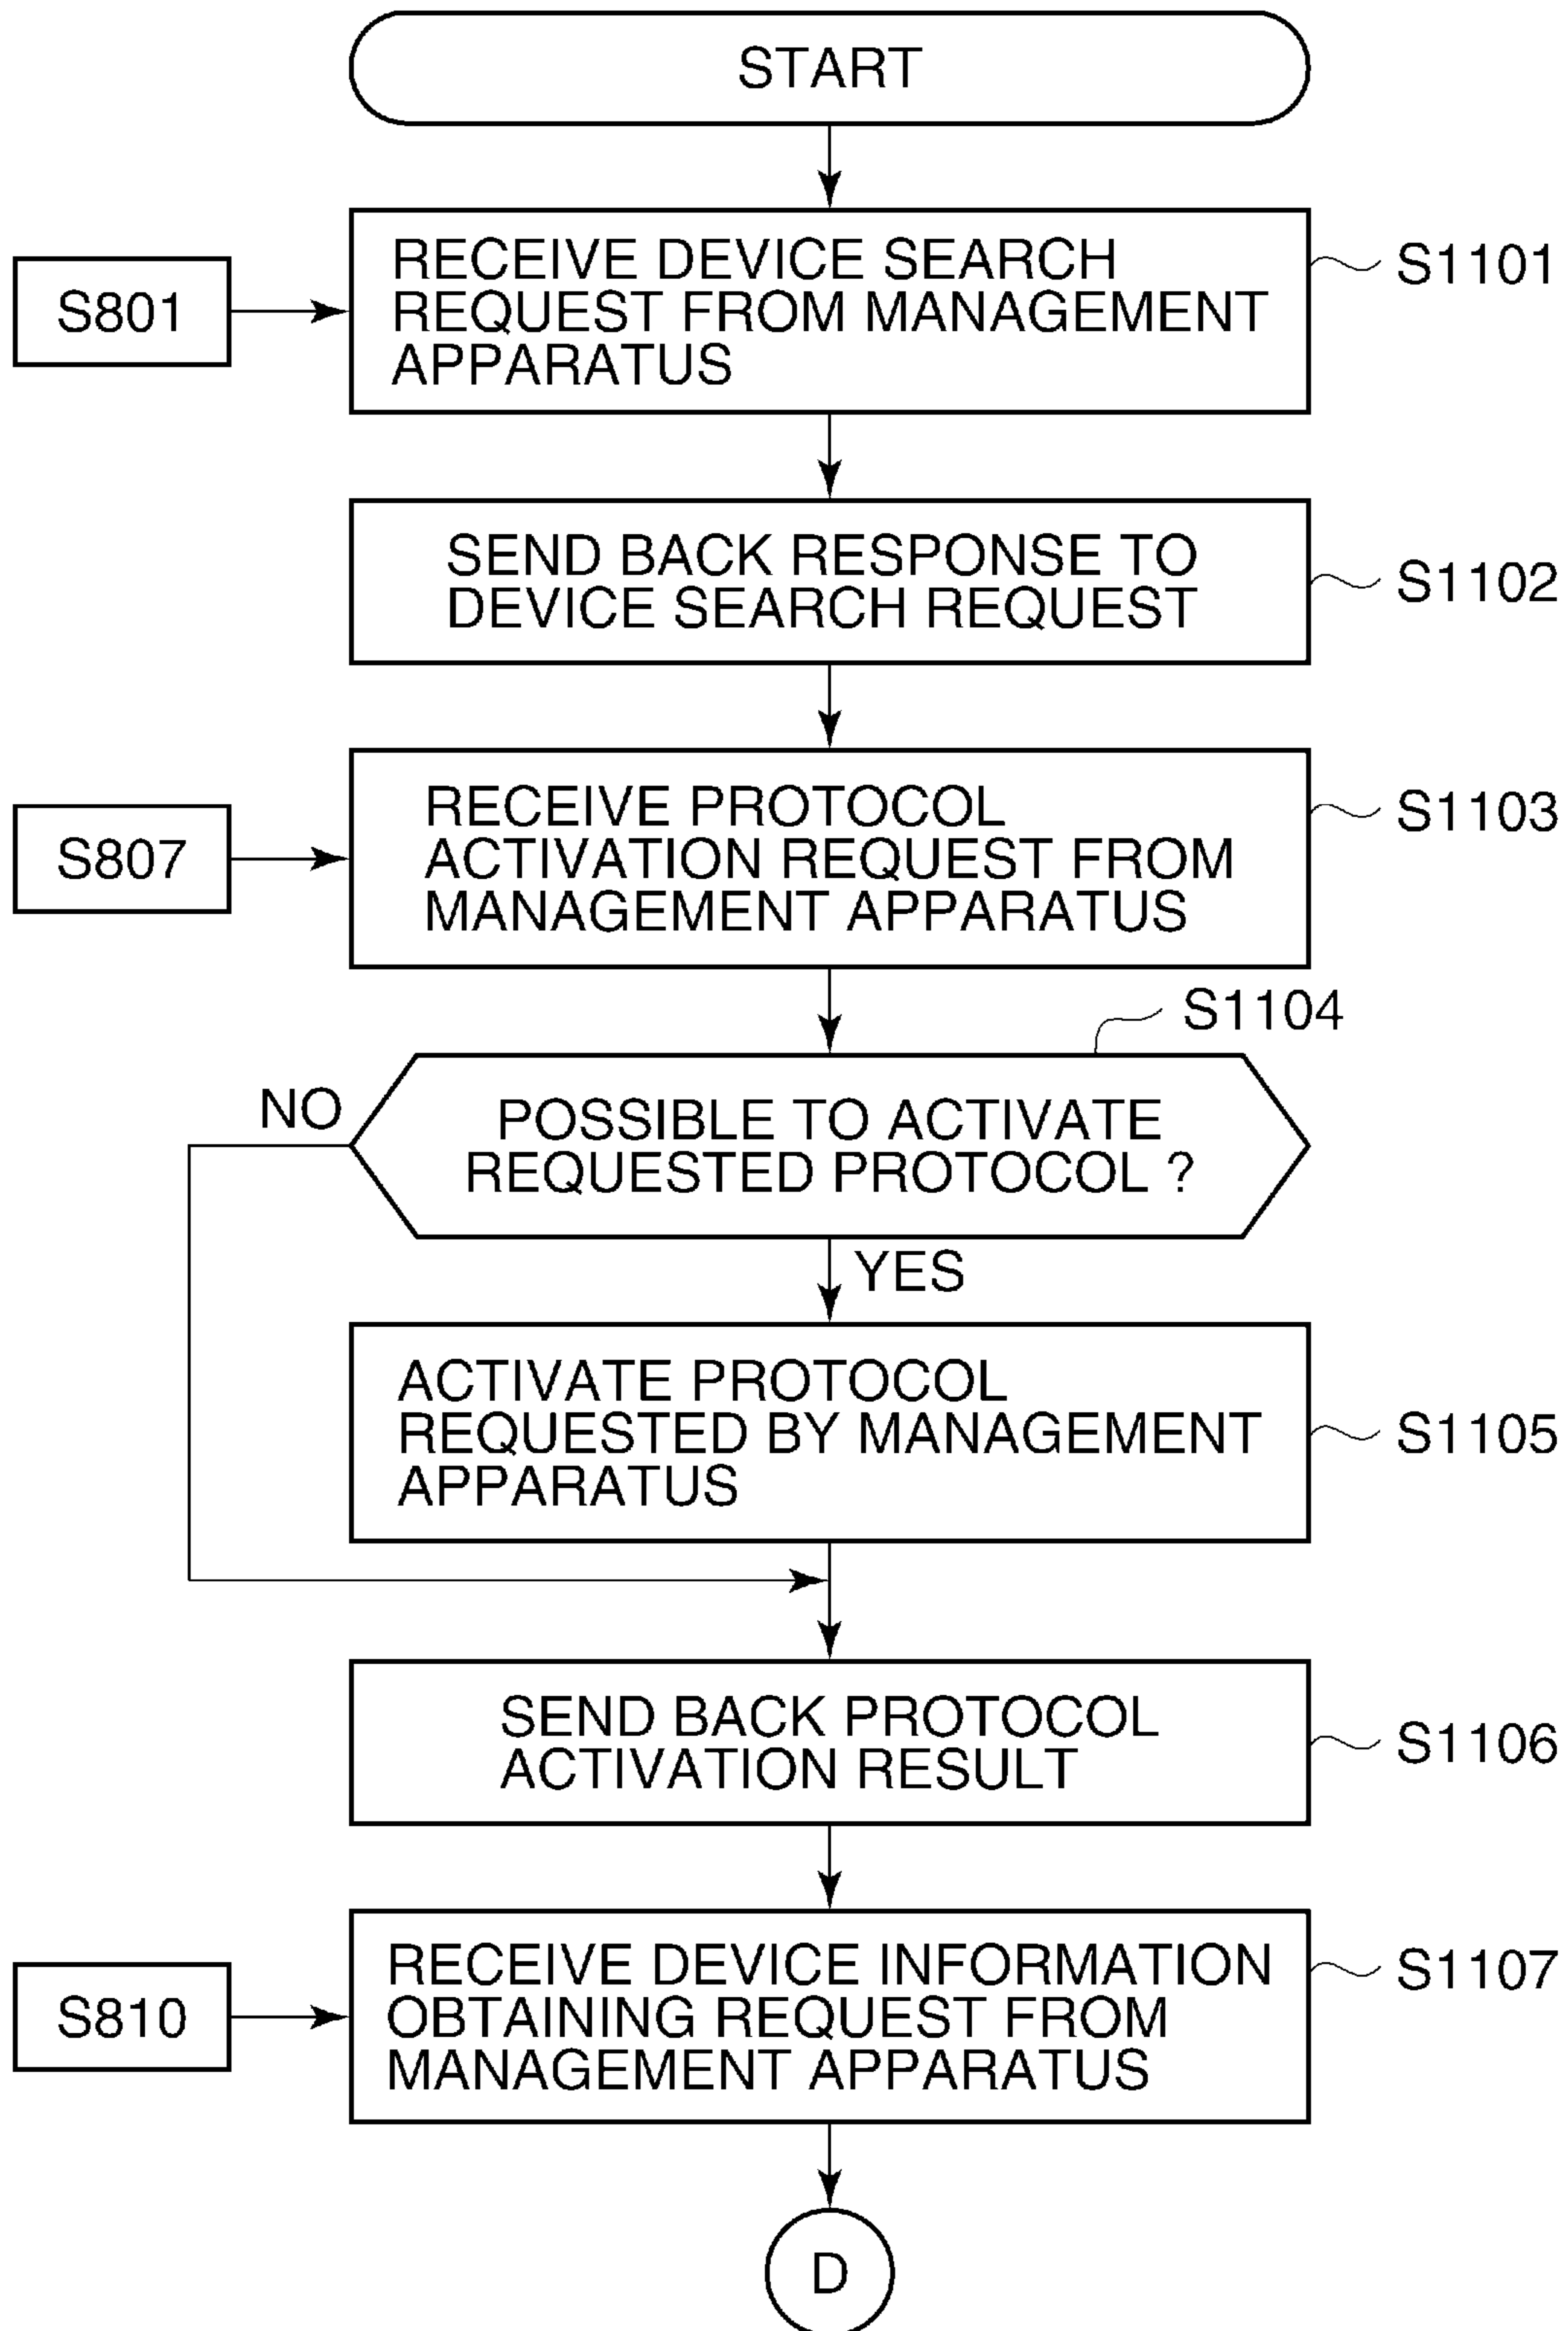 START
RECEIVE DEVICE SEARCH
REQUEST FROM MANAGEMENT
APPARATUS
S1101
S801
SEND BACK RESPONSE TO
DEVICE SEARCH REQUEST
S1102
RECEIVE PROTOCOL
ACTIVATION REQUEST FROM
MANAGEMENT APPARATUS
S1103
S807
S1104
NO
POSSIBLE TO ACTIVATE
REQUESTED PROTOCOL ?
YES
ACTIVATE PROTOCOL
REQUESTED BY MANAGEMENT
APPARATUS
S1105
SEND BACK PROTOCOL
ACTIVATION RESULT
S1106
RECEIVE DEVICE INFORMATION
OBTAINING REQUEST FROM
MANAGEMENT APPARATUS
S1107
S810
D